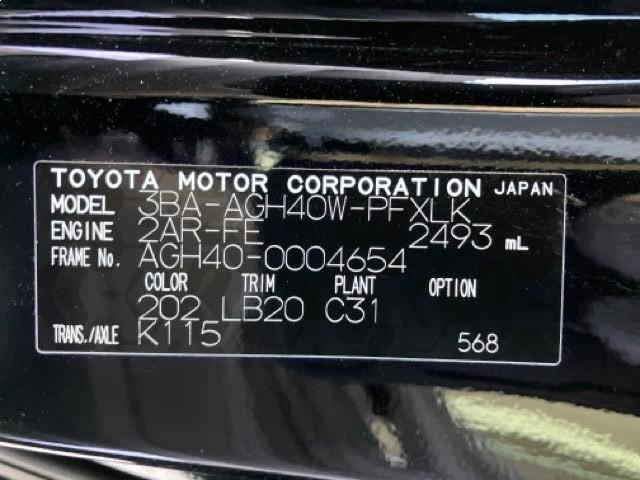 TOYOTA MOTOR CORPORATION JAPAN
MODEL 3BA-AGH40W-PFXLK
ENGINE 2AR-FE 2493 mL
FRAME No. AGH40-0004654
COLOR TRIM PLANT OPTION
202 LB20 C31
TRANS./AXLE K115 568